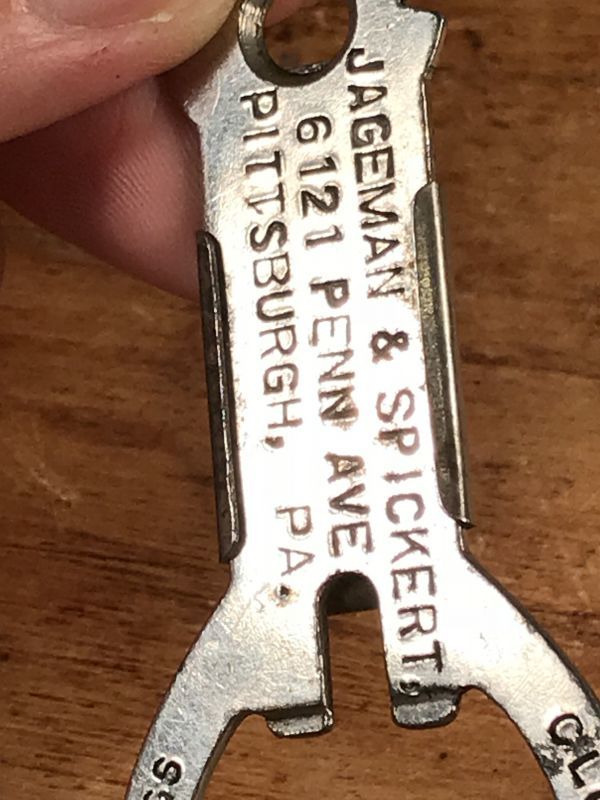 JAGEMAN & SPICKERT,
6121 PENN AVE
PITTSBURGH, PA.